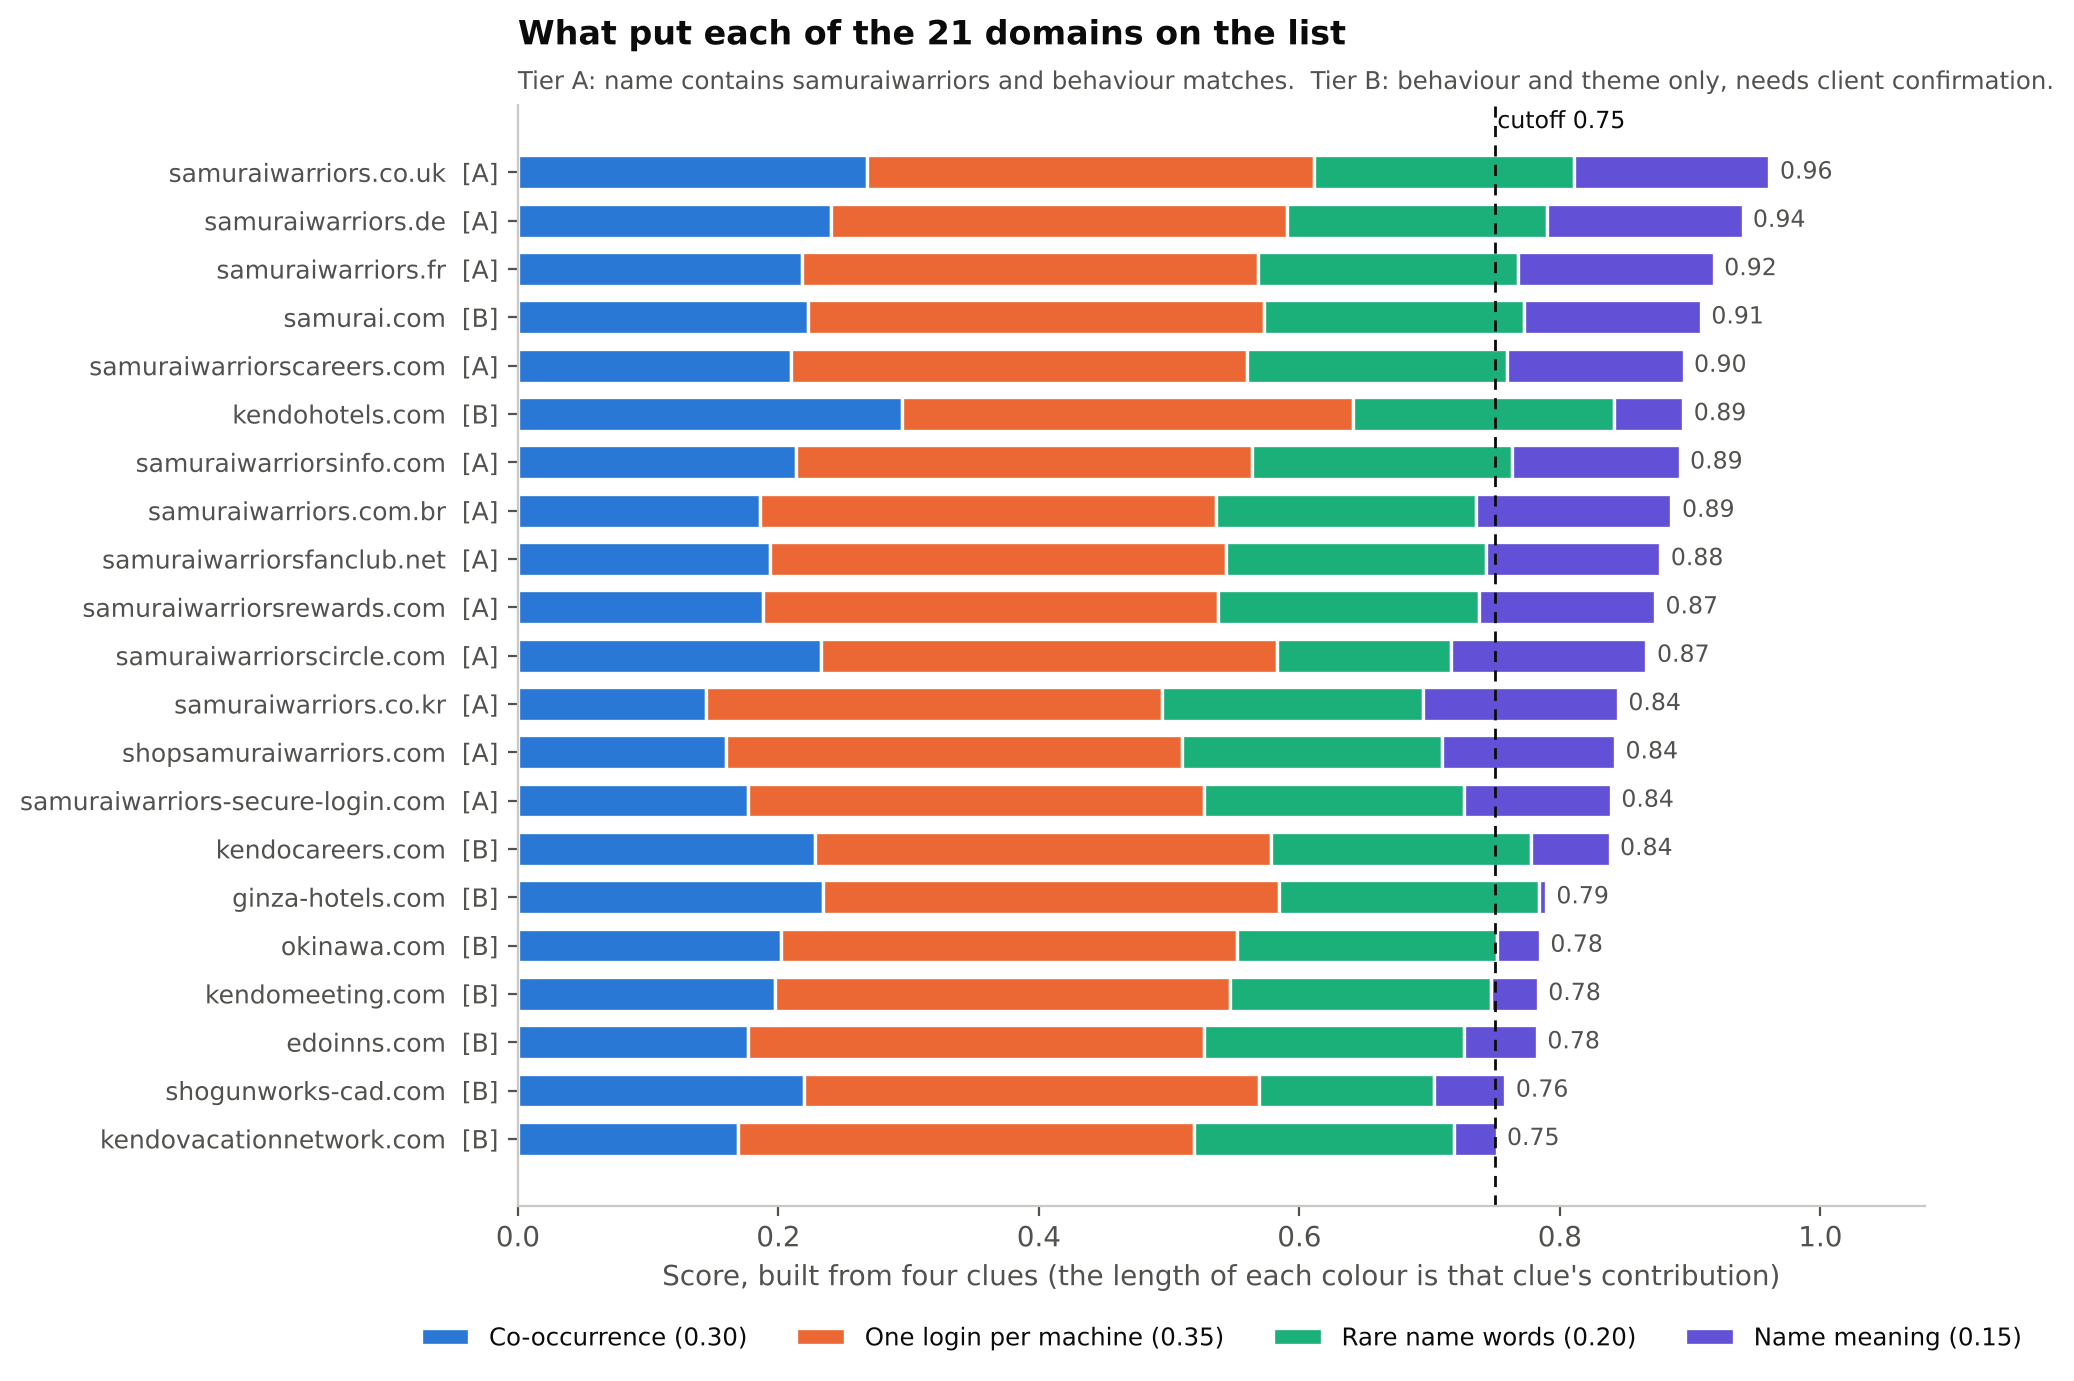 What put each of the 21 domains on the list
Tier A: name contains samuraiwarriors and behaviour matches.  Tier B: behaviour and theme only, needs client confirmation.
cutoff 0.75
samuraiwarriors.co.uk [A] 0.96
samuraiwarriors.de [A] 0.94
samuraiwarriors.fr [A] 0.92
samurai.com [B] 0.91
samuraiwarriorscareers.com [A] 0.90
kendohotels.com [B] 0.89
samuraiwarriorsinfo.com [A] 0.89
samuraiwarriors.com.br [A] 0.89
samuraiwarriorsfanclub.net [A] 0.88
samuraiwarriorsrewards.com [A] 0.87
samuraiwarriorscircle.com [A] 0.87
samuraiwarriors.co.kr [A] 0.84
shopsamuraiwarriors.com [A] 0.84
samuraiwarriors-secure-login.com [A] 0.84
kendocareers.com [B] 0.84
ginza-hotels.com [B] 0.79
okinawa.com [B] 0.78
kendomeeting.com [B] 0.78
edoinns.com [B] 0.78
shogunworks-cad.com [B] 0.76
kendovacationnetwork.com [B] 0.75
0.0 0.2 0.4 0.6 0.8 1.0
Score, built from four clues (the length of each colour is that clue's contribution)
Co-occurrence (0.30) One login per machine (0.35) Rare name words (0.20) Name meaning (0.15)